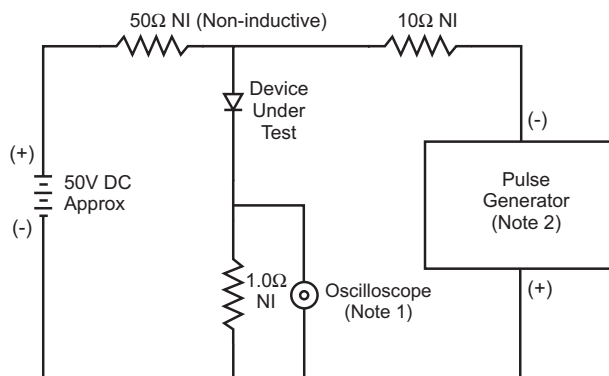 50Ω NI (Non-inductive)
10Ω NI
Device
Under
Test
(-)
(+)
50V DC
Approx
(-)
Pulse
Generator
(Note 2)
1.0Ω
NI
Oscilloscope
(Note 1)
(+)